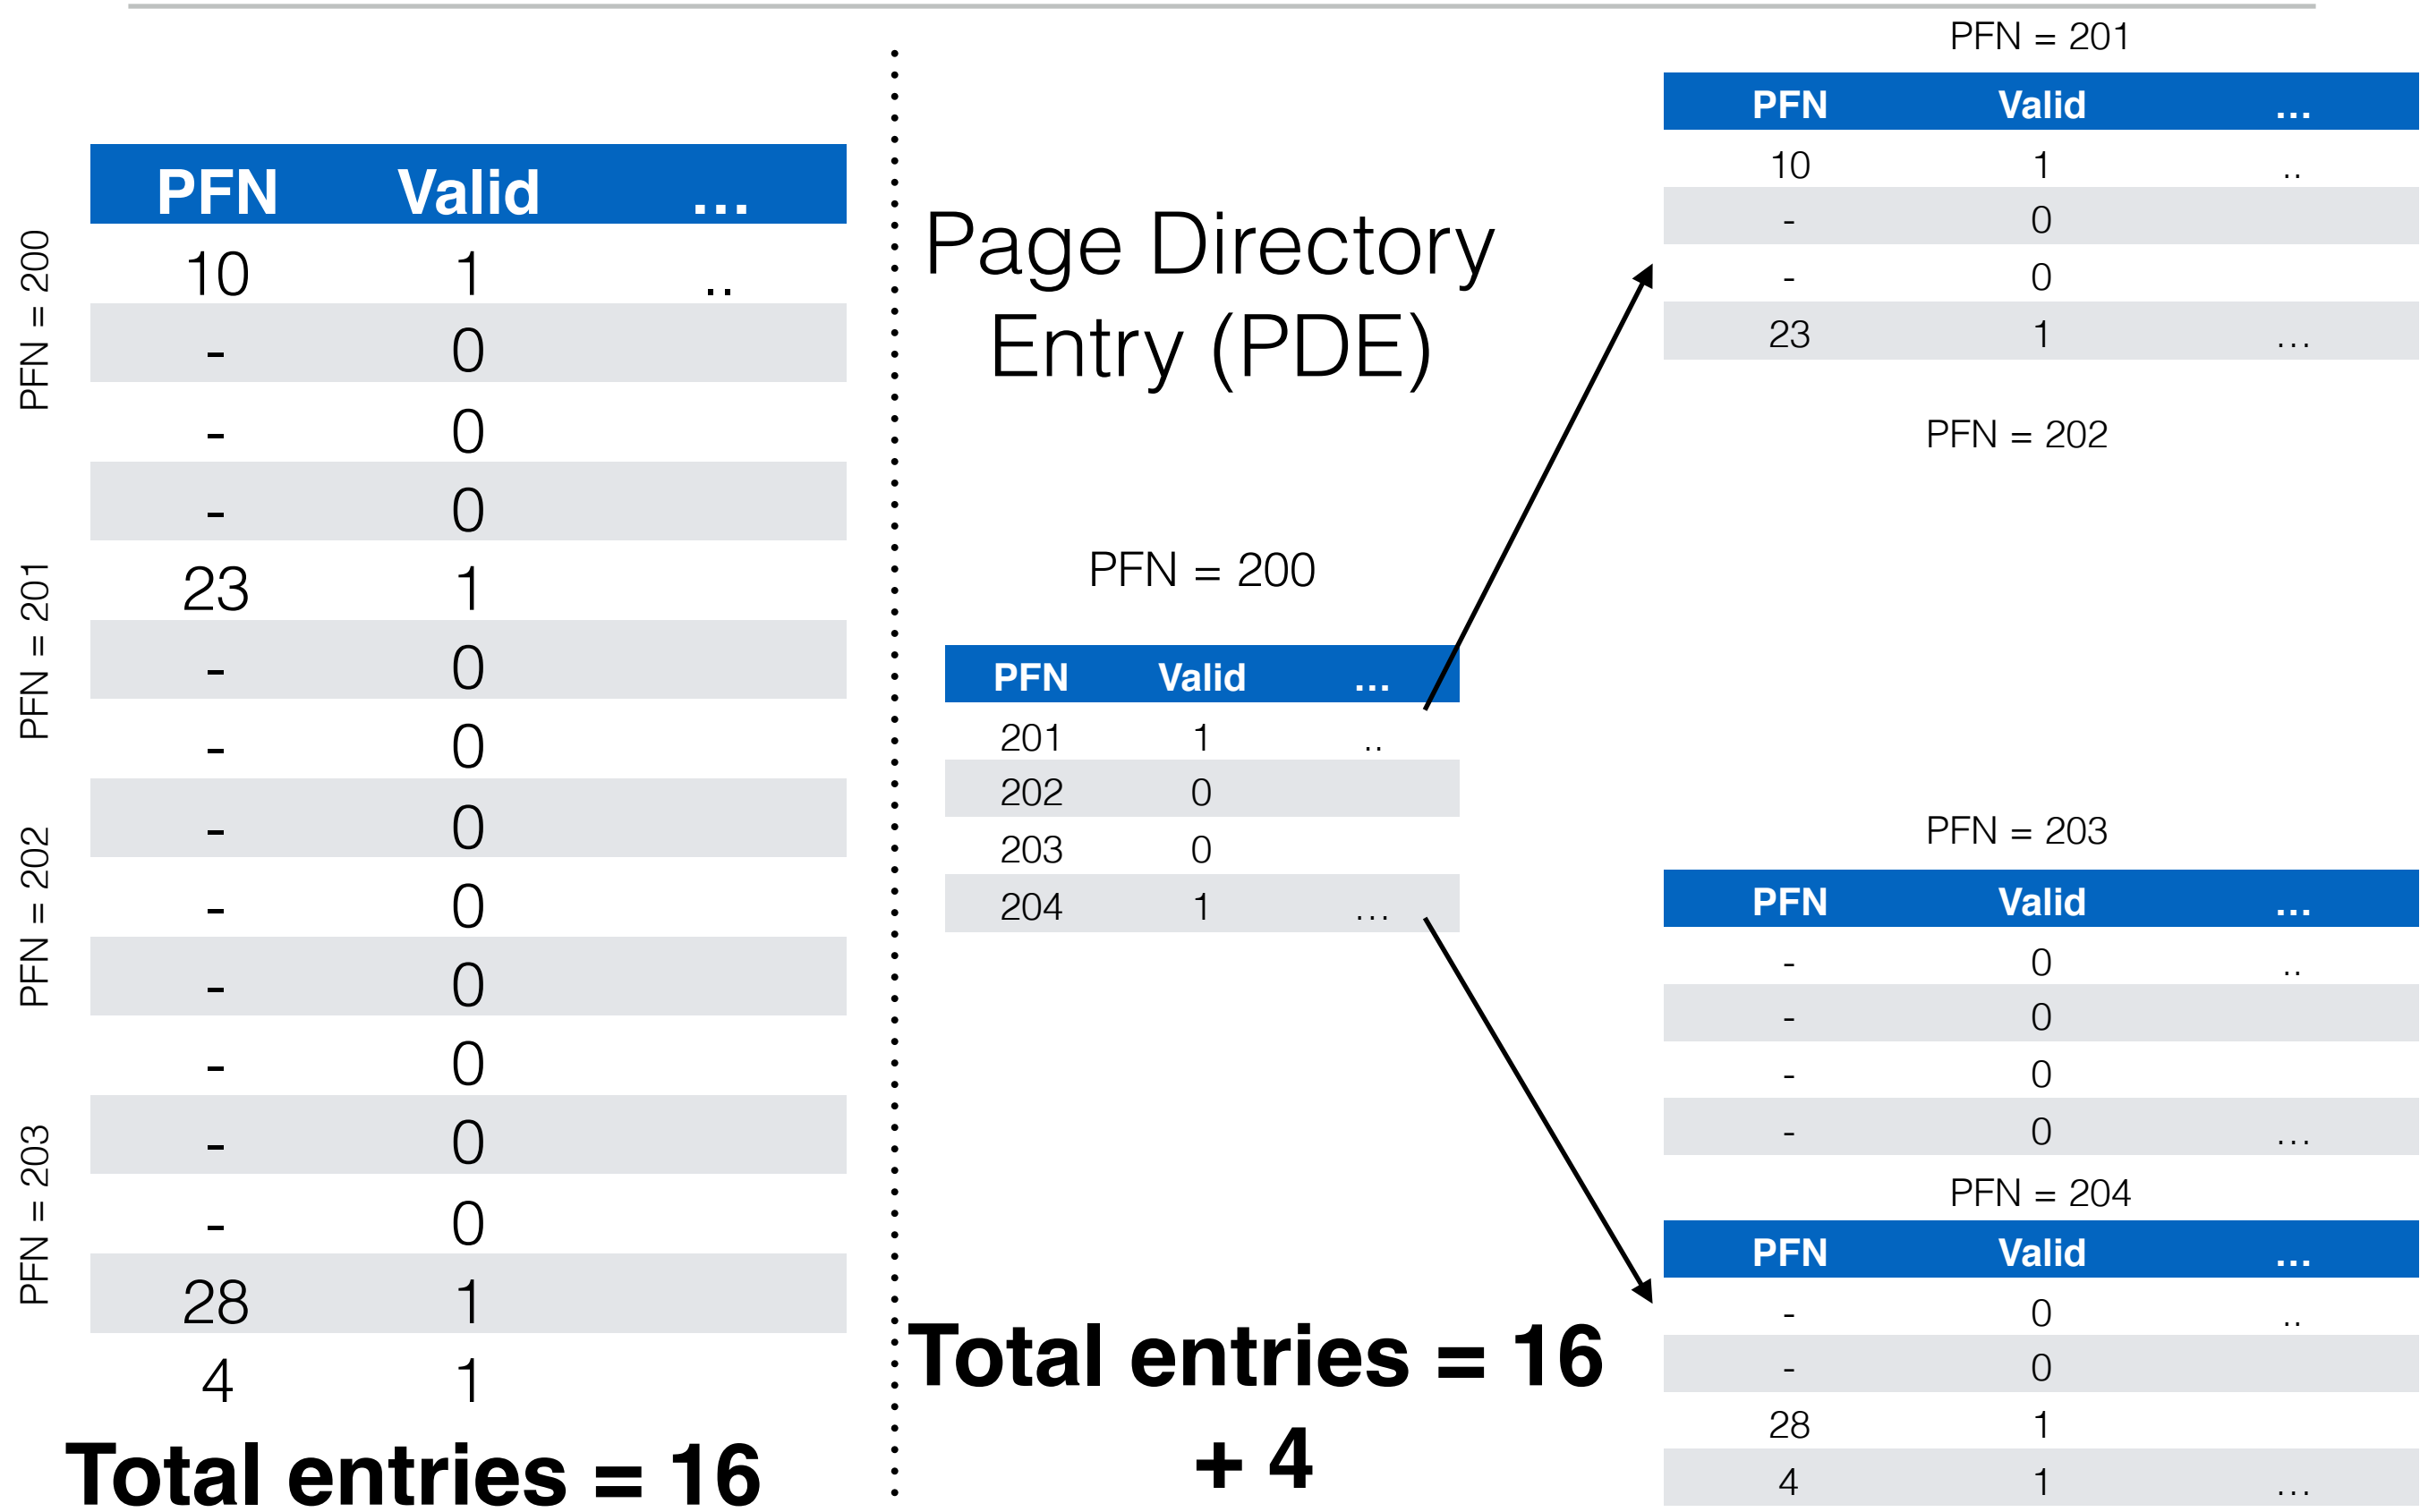 PFN Valid ...
PFN = 200
10 1 ..
- 0
- 0
- 0
PFN = 201
23 1
- 0
- 0
- 0
PFN = 202
- 0
- 0
- 0
- 0
PFN = 203
- 0
28 1
4 1
Total entries = 16
Page Directory
Entry (PDE)
PFN = 200
PFN Valid ...
201 1 ..
202 0
203 0
204 1 ...
Total entries = 16
+ 4
PFN = 201
PFN Valid ...
10 1 ..
- 0
- 0
23 1 ...
PFN = 202
PFN = 203
PFN Valid ...
- 0 ..
- 0
- 0
- 0 ...
PFN = 204
PFN Valid ...
- 0 ..
- 0
28 1
4 1 ...